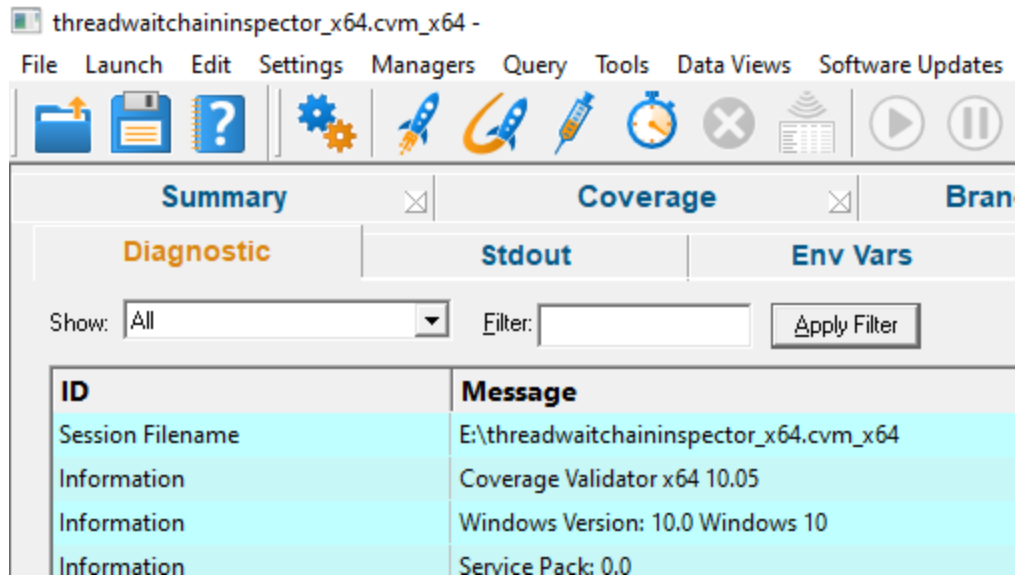 threadwaitchaininspector_x64.cvm_x64 -
File Launch Edit Settings Managers Query Tools Data Views Software Updates
Summary Coverage Bran
Diagnostic Stdout Env Vars
Show: All Filter: Apply Filter
ID Message
Session Filename E:\threadwaitchaininspector_x64.cvm_x64
Information Coverage Validator x64 10.05
Information Windows Version: 10.0 Windows 10
Information Service Pack: 0.0